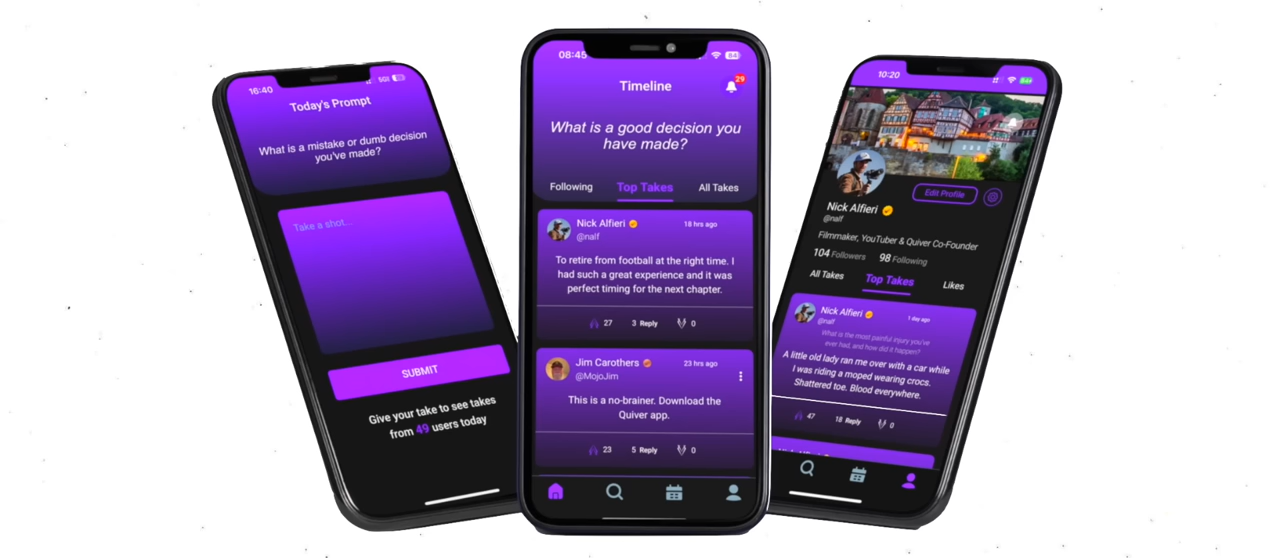 16:40
5GE
Today's Prompt
What is a mistake or dumb decision
you've made?
Take a shot...
SUBMIT
Give your take to see takes
from 49 users today
08:45
84
Timeline
29
What is a good decision you
have made?
Following Top Takes All Takes
Nick Alfieri 18 hrs ago
@nalf
To retire from football at the right time. I
had such a great experience and it was
perfect timing for the next chapter.
27 3 Reply 0
Jim Carothers 23 hrs ago
@MojoJim
This is a no-brainer. Download the
Quiver app.
23 5 Reply 0
10:20
Edit Profile
Nick Alfieri
@nalf
Filmmaker, YouTuber & Quiver Co-Founder
104 Followers 98 Following
All Takes Top Takes Likes
Nick Alfieri 1 day ago
@nalf
What is the most painful injury you've
ever had, and how did it happen?
A little old lady ran me over with a car while
I was riding a moped wearing crocs.
Shattered toe. Blood everywhere.
47 18 Reply 0